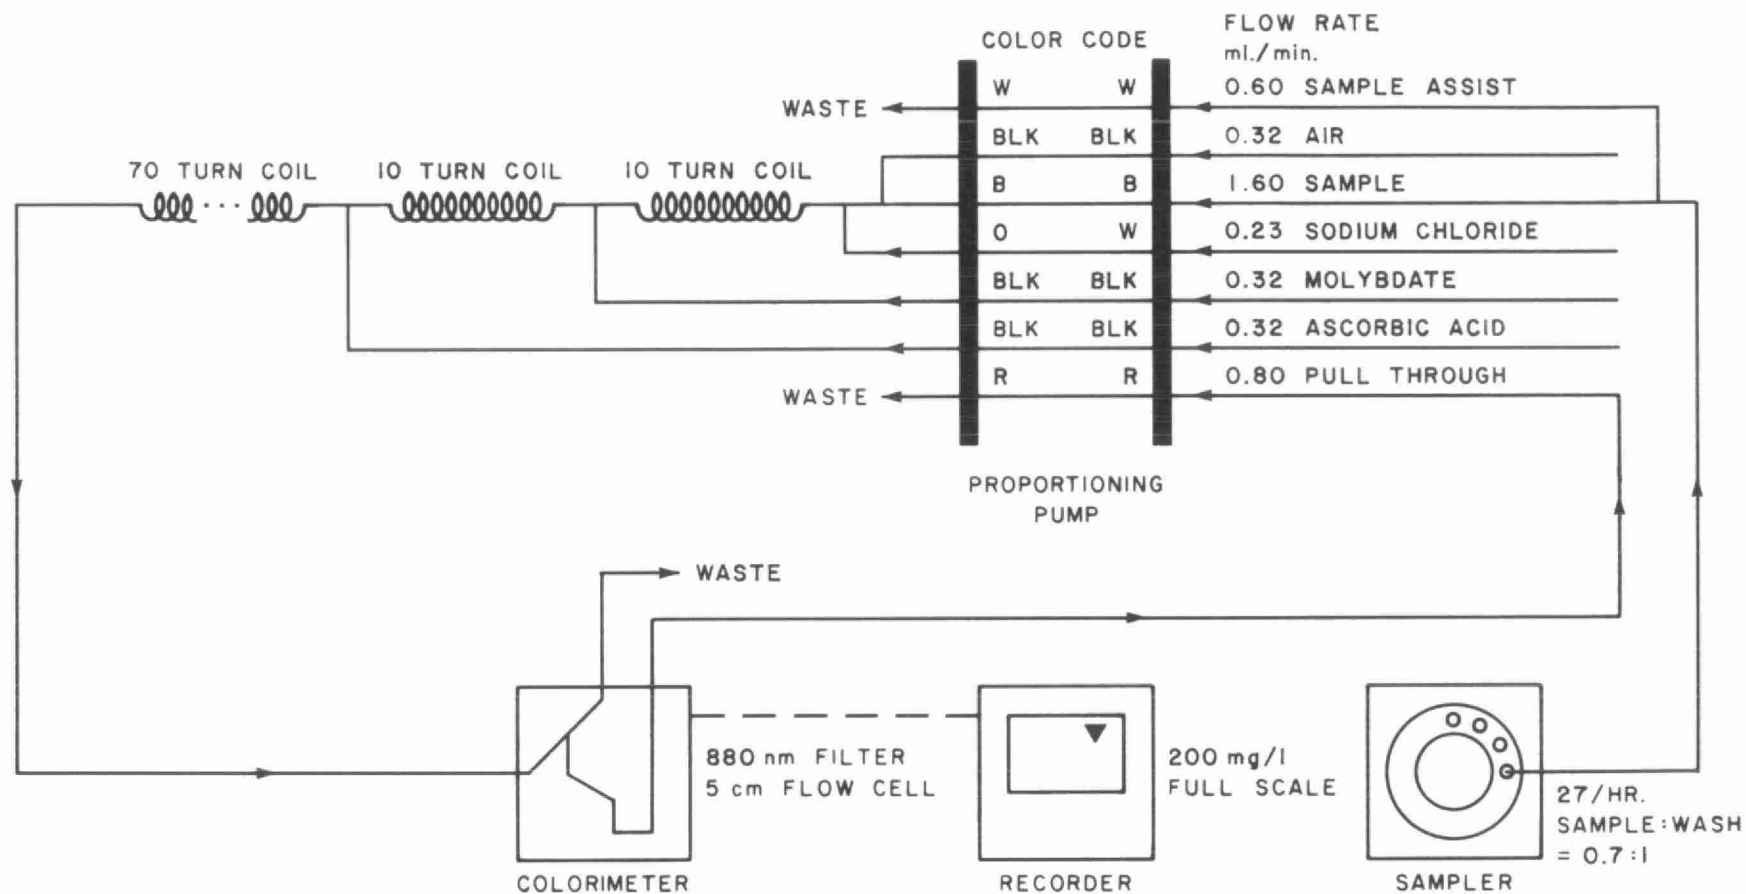 FLOW RATE
COLOR CODE
ml./min.
W W 0.60 SAMPLE ASSIST
WASTE
BLK BLK 0.32 AIR
70 TURN COIL 10 TURN COIL 10 TURN COIL
B B 1.60 SAMPLE
O W 0.23 SODIUM CHLORIDE
BLK BLK 0.32 MOLYBDATE
BLK BLK 0.32 ASCORBIC ACID
R R 0.80 PULL THROUGH
WASTE
PROPORTIONING
PUMP
WASTE
880 nm FILTER
5 cm FLOW CELL
200 mg/l
FULL SCALE
27/HR.
SAMPLE:WASH
= 0.7:1
COLORIMETER
RECORDER
SAMPLER